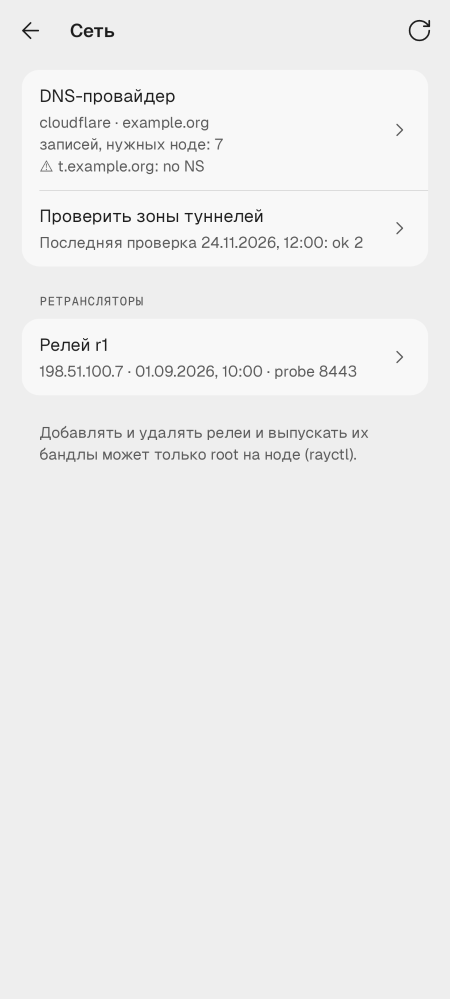 Сеть
DNS-провайдер
cloudflare · example.org
записей, нужных ноде: 7
⚠ t.example.org: no NS
Проверить зоны туннелей
Последняя проверка 24.11.2026, 12:00: ok 2
РЕТРАНСЛЯТОРЫ
Релей r1
198.51.100.7 · 01.09.2026, 10:00 · probe 8443
Добавлять и удалять релеи и выпускать их
бандлы может только root на ноде (rayctl).